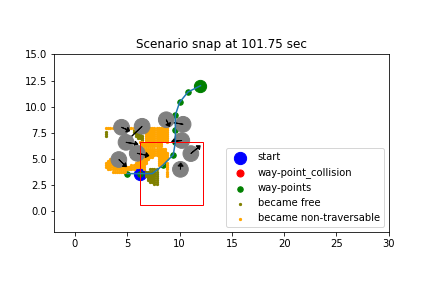 Scenario snap at 101.75 sec
15.0
12.5
10.0
7.5
5.0
2.5
0.0
0 5 10 15 20 25 30
start
way-point_collision
way-points
became free
became non-traversable